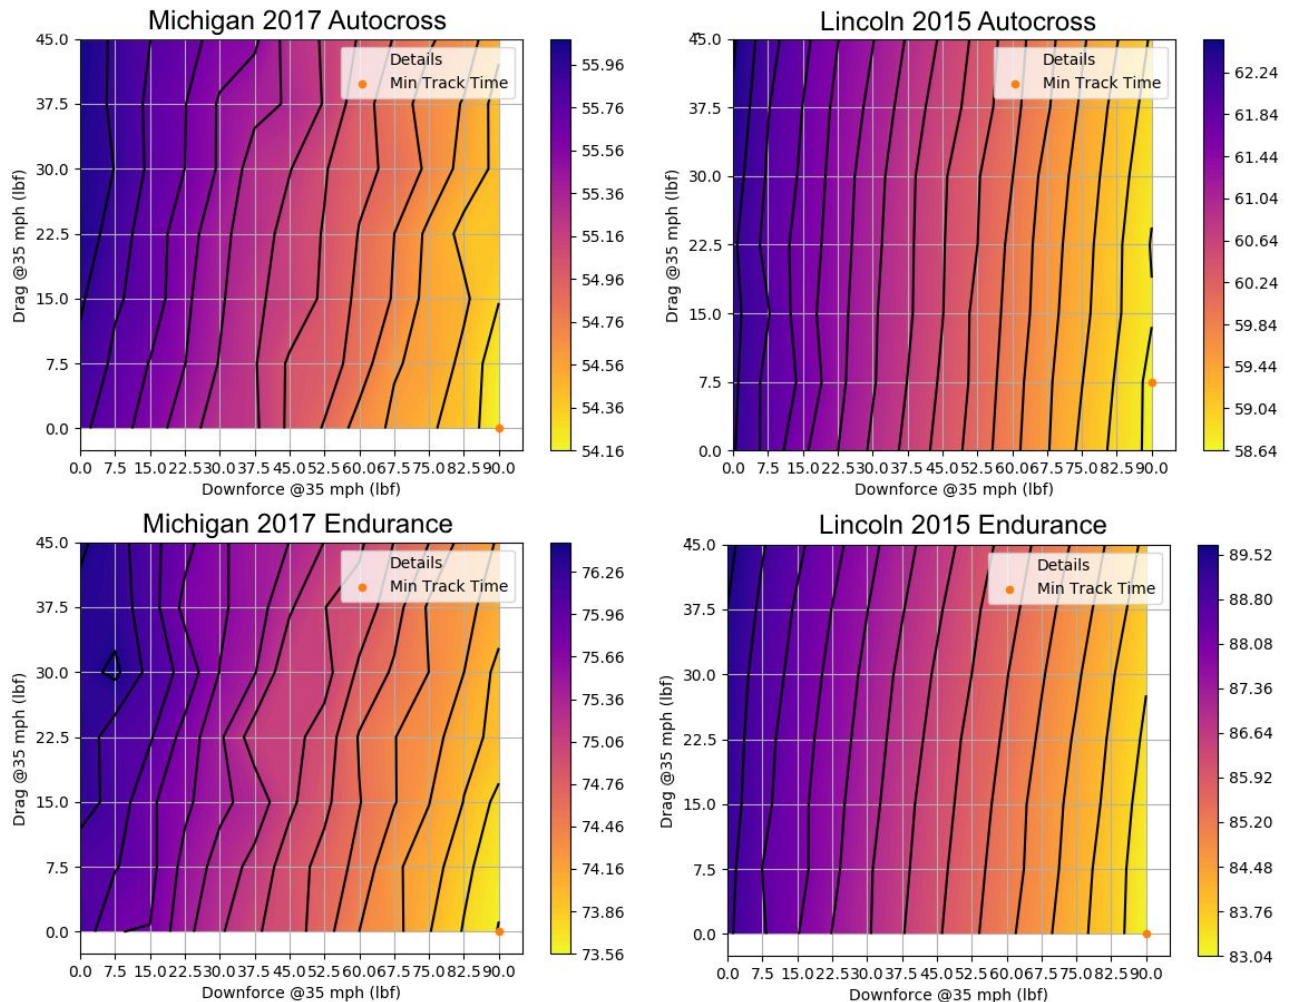 Michigan 2017 Autocross
45.0
37.5
30.0
22.5
15.0
7.5
0.0
Drag @35 mph (lbf)
0.0 7.5 15.0 22.5 30.0 37.5 45.0 52.5 60.0 67.5 75.0 82.5 90.0
Downforce @35 mph (lbf)
Details
Min Track Time
55.96
55.76
55.56
55.36
55.16
54.96
54.76
54.56
54.36
54.16
Lincoln 2015 Autocross
45.0
37.5
30.0
22.5
15.0
7.5
0.0
Drag @35 mph (lbf)
0.0 7.5 15.0 22.5 30.0 37.5 45.0 52.5 60.0 67.5 75.0 82.5 90.0
Downforce @35 mph (lbf)
Details
Min Track Time
62.24
61.84
61.44
61.04
60.64
60.24
59.84
59.44
59.04
58.64
Michigan 2017 Endurance
45.0
37.5
30.0
22.5
15.0
7.5
0.0
Drag @35 mph (lbf)
0.0 7.5 15.0 22.5 30.0 37.5 45.0 52.5 60.0 67.5 75.0 82.5 90.0
Downforce @35 mph (lbf)
Details
Min Track Time
76.26
75.96
75.66
75.36
75.06
74.76
74.46
74.16
73.86
73.56
Lincoln 2015 Endurance
45.0
37.5
30.0
22.5
15.0
7.5
0.0
Drag @35 mph (lbf)
0.0 7.5 15.0 22.5 30.0 37.5 45.0 52.5 60.0 67.5 75.0 82.5 90.0
Downforce @35 mph (lbf)
Details
Min Track Time
89.52
88.80
88.08
87.36
86.64
85.92
85.20
84.48
83.76
83.04